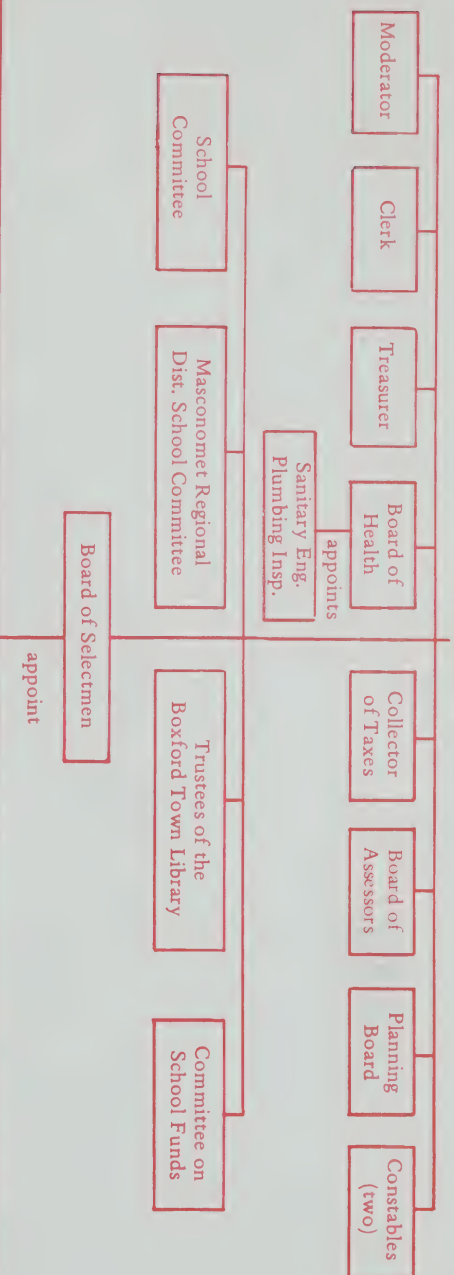 Moderator
Clerk
Treasurer
Board of
Health
Collector
of Taxes
Board of
Assessors
Planning
Board
Constables
(two)
appoints
Sanitary Eng.
Plumbing Insp.
School
Committee
Masconomet Regional
Dist. School Committee
Trustees of the
Boxford Town Library
Committee on
School Funds
Board of Selectmen
appoint